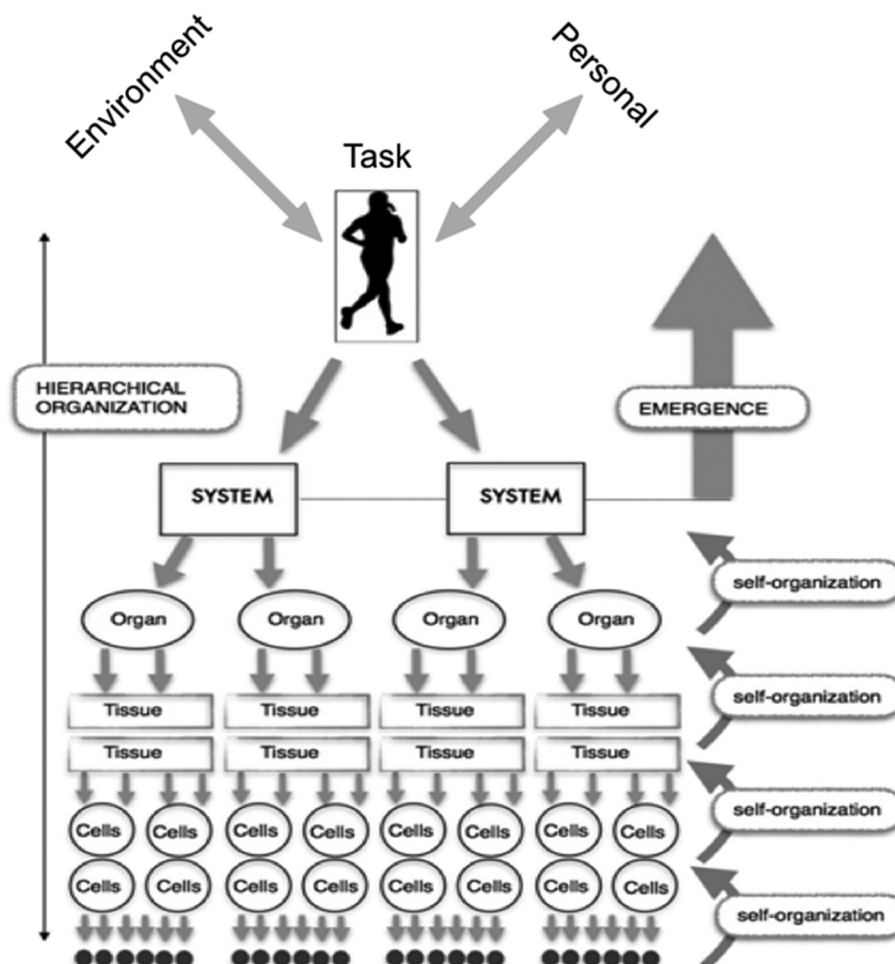 Environment
Personal
Task
HIERARCHICAL
ORGANIZATION
EMERGENCE
SYSTEM SYSTEM
self-organization
Organ Organ Organ Organ
self-organization
Tissue Tissue Tissue Tissue
Tissue Tissue Tissue Tissue
self-organization
Cells Cells Cells Cells Cells Cells Cells Cells
Cells Cells Cells Cells Cells Cells Cells Cells
self-organization